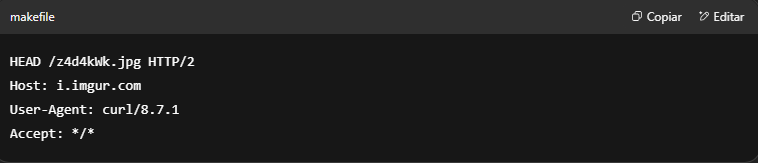 makefile
Copiar
Editar
HEAD /z4d4kWk.jpg HTTP/2
Host: i.imgur.com
User-Agent: curl/8.7.1
Accept: */*